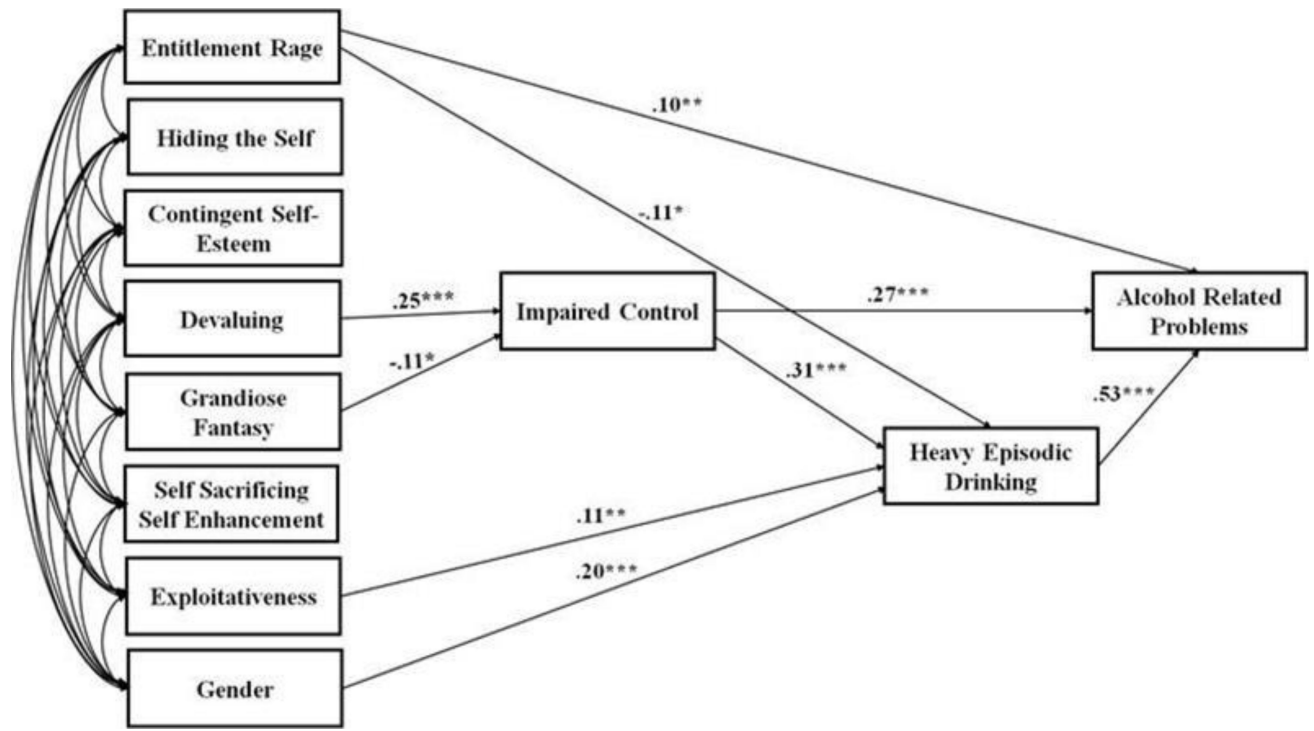 Entitlement Rage
.10**
Hiding the Self
-.11*
Contingent Self-
Esteem
Devaluing
.25***
Impaired Control
.27***
Alcohol Related
Problems
-.11*
.31***
.53***
Grandiose
Fantasy
Heavy Episodic
Drinking
Self Sacrificing
Self Enhancement
.11**
.20***
Exploitativeness
Gender